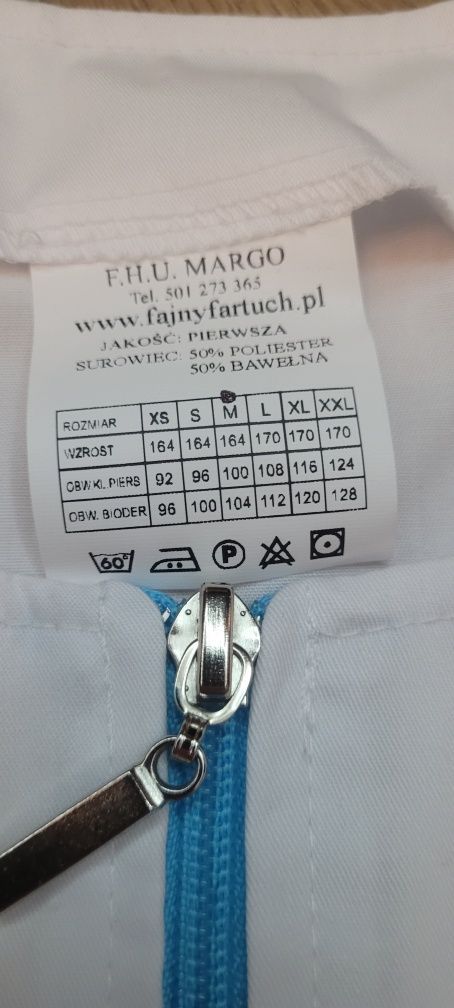 F.H.U. MARGO
Tel. 501 273 365
www.fajnyfartuch.pl
JAKOŚĆ: PIERWSZA
SUROWIEC: 50% POLIESTER
50% BAWEŁNA
ROZMIAR XS S M L XL XXL
WZROST 164 164 164 170 170 170
OBW.KL.PIERS 92 96 100 108 116 124
OBW. BIODER 96 100 104 112 120 128
60° P